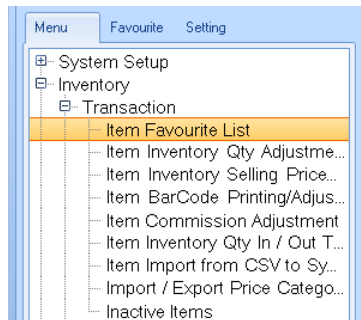 Menu Favourite Setting
System Setup
Inventory
Transaction
Item Favourite List
Item Inventory Qty Adjustme...
Item Inventory Selling Price...
Item BarCode Printing/Adjus...
Item Commission Adjustment
Item Inventory Qty In / Out T...
Item Import from CSV to Sy...
Import / Export Price Catego...
Inactive Items